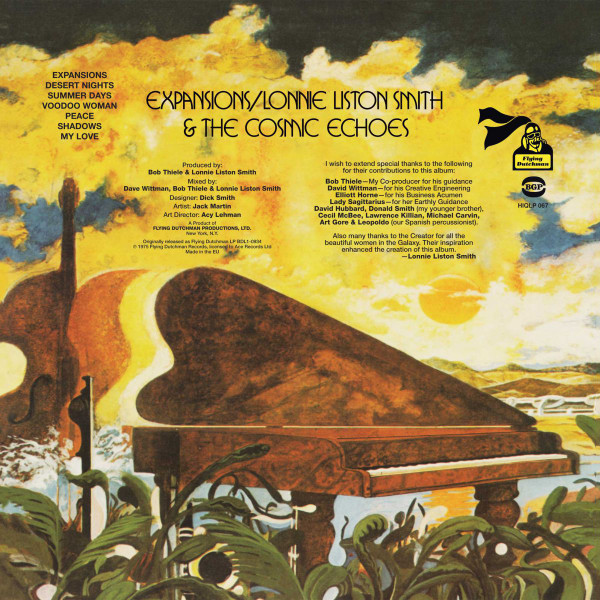 EXPANSIONS
DESERT NIGHTS
SUMMER DAYS
VOODOO WOMAN
PEACE
SHADOWS
MY LOVE
EXPANSIONS/LONNIE LISTON SMITH
& THE COSMIC ECHOES
Produced by:
Bob Thiele & Lonnie Liston Smith
Mixed by:
Dave Wittman, Bob Thiele & Lonnie Liston Smith
Designer: Dick Smith
Artist: Jack Martin
Art Director: Acy Lehman
A Product of
FLYING DUTCHMAN PRODUCTIONS, LTD.
New York, N.Y.
Originally released as Flying Dutchman LP BDL1-0934
℗ 1975 Flying Dutchman Records, licensed to Ace Records Ltd
Made in the EU
I wish to extend special thanks to the following
for their contributions to this album:
Bob Thiele—My Co-producer for his guidance
David Wittman—for his Creative Engineering
Elliott Horne—for his Business Acumen
Lady Sagittarius—for her Earthly Guidance
David Hubbard, Donald Smith (my younger brother),
Cecil McBee, Lawrence Killian, Michael Carvin,
Art Gore & Leopoldo (our Spanish percussionist).
Also many thanks to the Creator for all the
beautiful women in the Galaxy. Their inspiration
enhanced the creation of this album.
—Lonnie Liston Smith
Flying
Dutchman
BGP
HIQLP 067